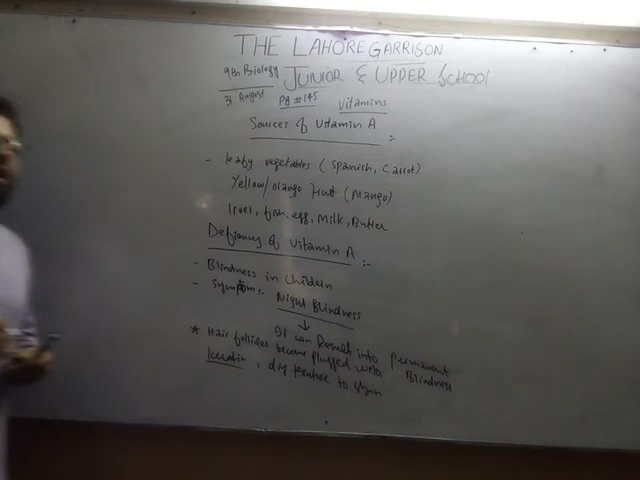 THE LAHORE GARRISON
9th Biology JUNIOR & UPPER SCHOOL
31 August Pg # 145 Vitamins
Sources of Vitamin A :-
- leafy vegetables (Spanish, Carrot)
Yellow/orange fruit (Mango)
liver, fish, egg, Milk, Butter
Defiancy of Vitamin A :-
- Blindness in Children
- Symptom:- Night Blindness
↓
It can Result into Permanent Blindness
* Hair follicles become plugged with
keratin, dry texture to skin